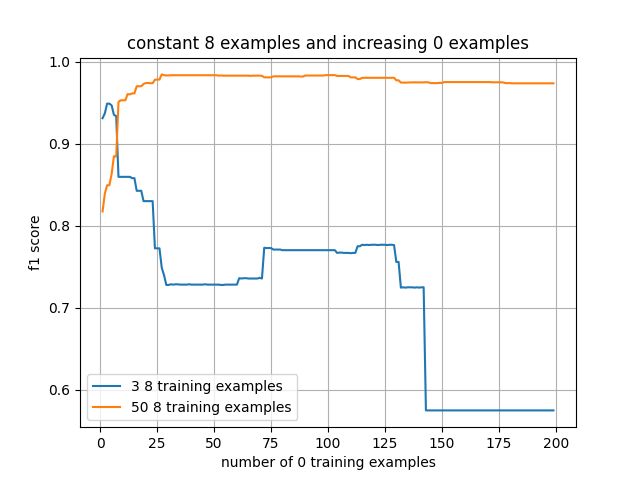 constant 8 examples and increasing 0 examples
1.0
0.9
0.8
0.7
0.6
f1 score
3 8 training examples
50 8 training examples
0 25 50 75 100 125 150 175 200
number of 0 training examples